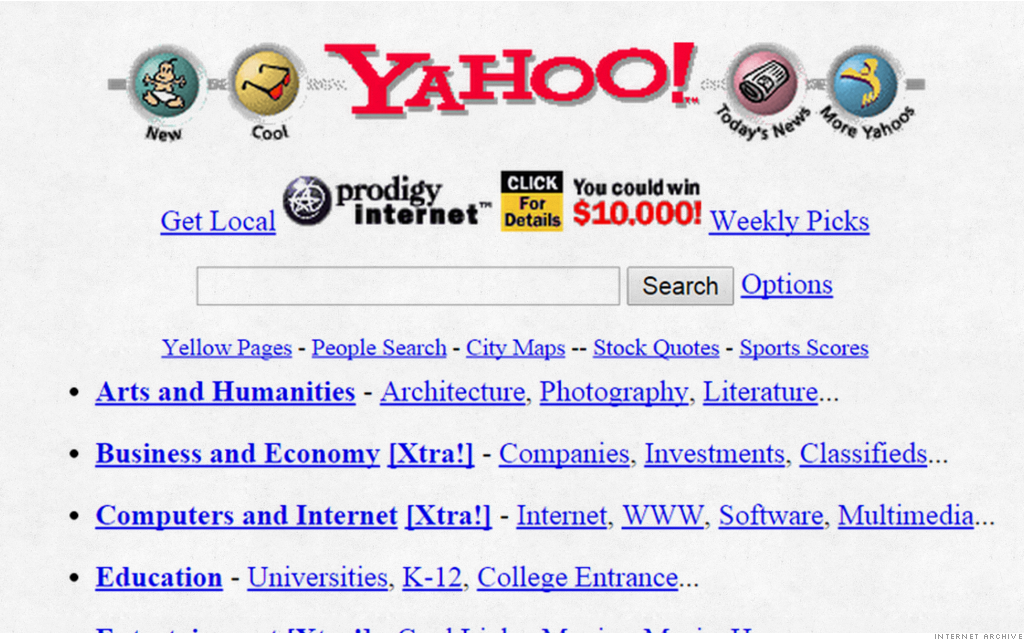 YAHOO!™
New
Cool
Today's News
More Yahoos
Get Local
prodigy internet™
CLICK For Details
You could win $10,000!
Weekly Picks
Search
Options
Yellow Pages - People Search - City Maps -- Stock Quotes - Sports Scores
• Arts and Humanities - Architecture, Photography, Literature...
• Business and Economy [Xtra!] - Companies, Investments, Classifieds...
• Computers and Internet [Xtra!] - Internet, WWW, Software, Multimedia...
• Education - Universities, K-12, College Entrance...
INTERNET ARCHIVE